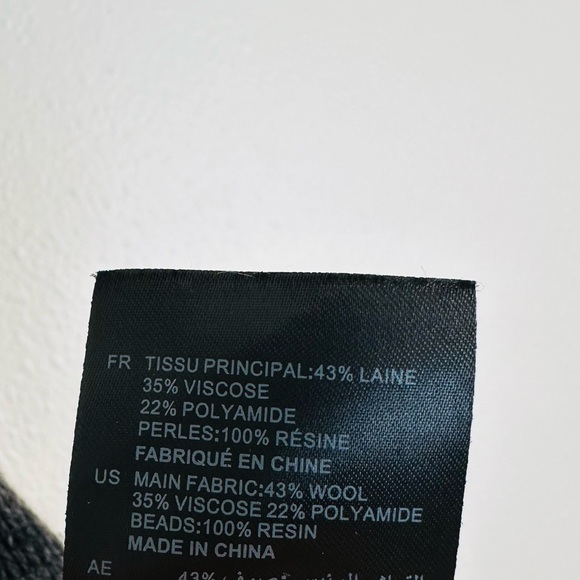 FR TISSU PRINCIPAL:43% LAINE
35% VISCOSE
22% POLYAMIDE
PERLES:100% RÉSINE
FABRIQUÉ EN CHINE
US MAIN FABRIC:43% WOOL
35% VISCOSE 22% POLYAMIDE
BEADS:100% RESIN
MADE IN CHINA
AE 43%